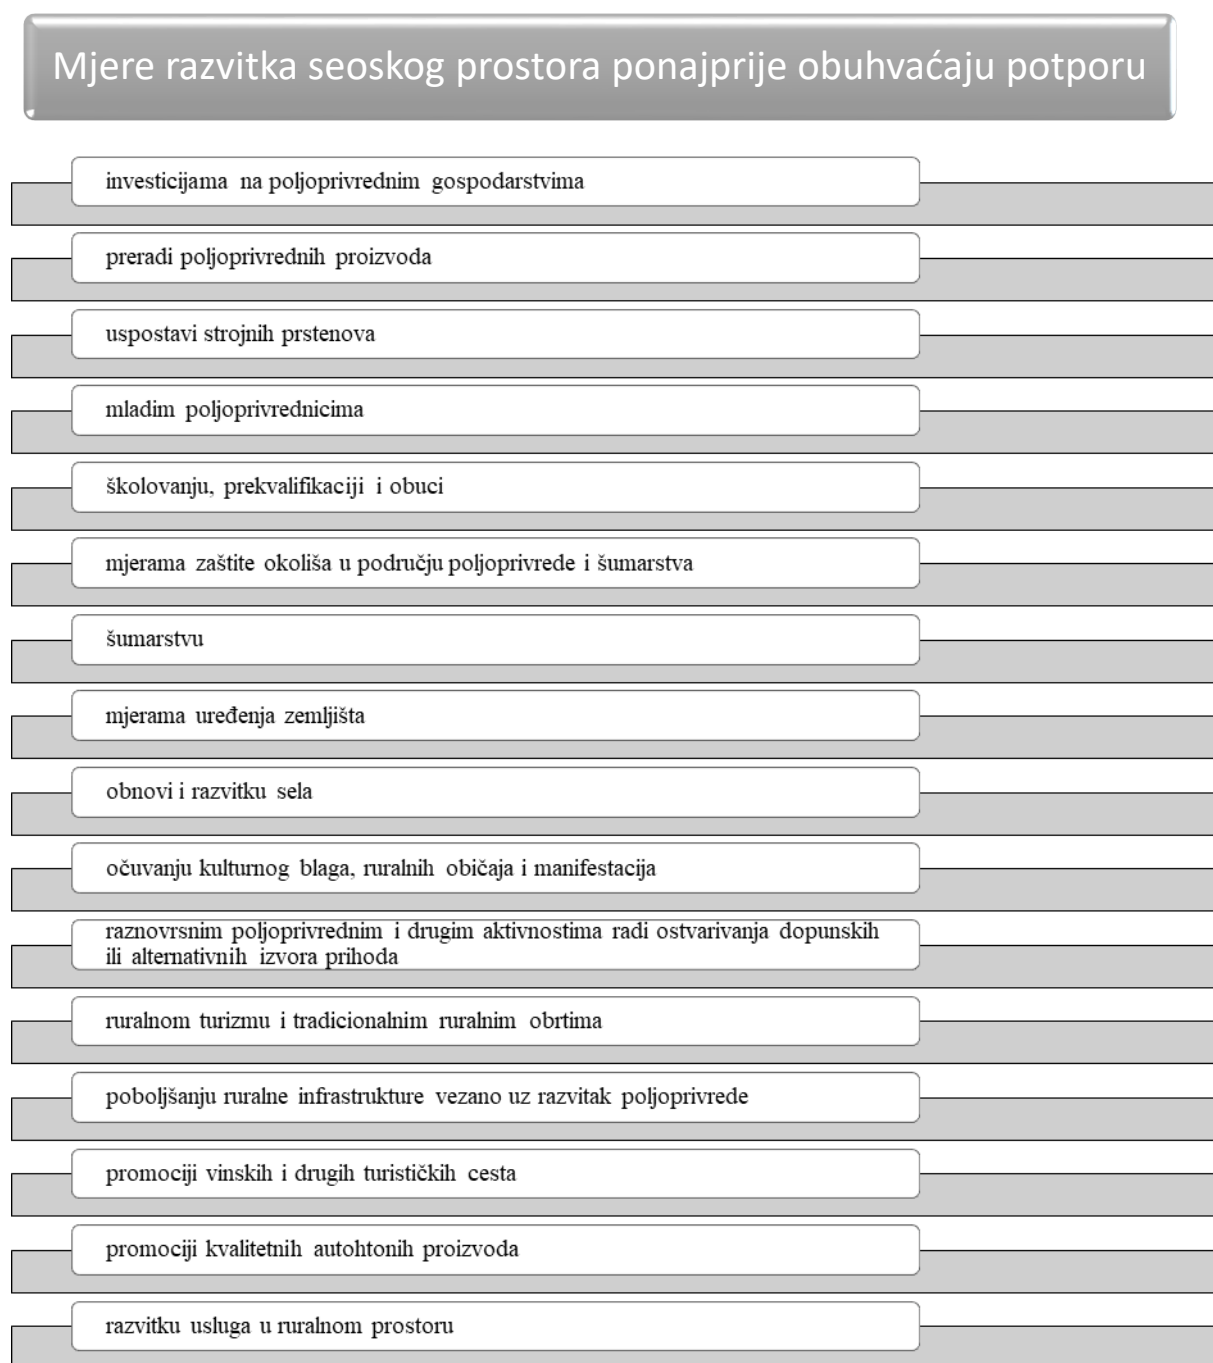 Mjere razvitka seoskog prostora ponajprije obuhvaćaju potporu
investicijama na poljoprivrednim gospodarstvima
preradi poljoprivrednih proizvoda
uspostavi strojnih prstenova
mladim poljoprivrednicima
školovanju, prekvalifikaciji i obuci
mjerama zaštite okoliša u području poljoprivrede i šumarstva
šumarstvu
mjerama uređenja zemljišta
obnovi i razvitku sela
očuvanju kulturnog blaga, ruralnih običaja i manifestacija
raznovrsnim poljoprivrednim i drugim aktivnostima radi ostvarivanja dopunskih
ili alternativnih izvora prihoda
ruralnom turizmu i tradicionalnim ruralnim obrtima
poboljšanju ruralne infrastrukture vezano uz razvitak poljoprivrede
promociji vinskih i drugih turističkih cesta
promociji kvalitetnih autohtonih proizvoda
razvitku usluga u ruralnom prostoru